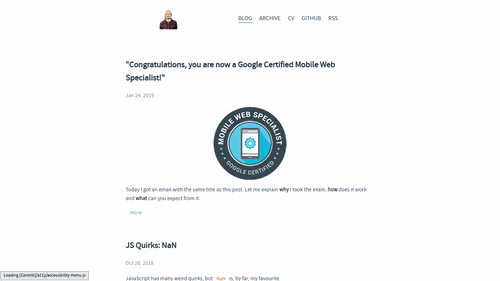 BLOG ARCHIVE CV GITHUB RSS
"Congratulations, you are now a Google Certified Mobile Web
Specialist!"
Jan 24, 2019
MOBILE WEB SPECIALIST
GOOGLE CERTIFIED
Today I got an email with the same title as this post. Let me explain why I took the exam, how does it work
and what can you expect from it.
more
JS Quirks: NaN
Oct 28, 2018
JavaScript has many weird quirks, but NaN is, by far, my favourite.
Loading [Contrib]/a11y/accessibility-menu.js